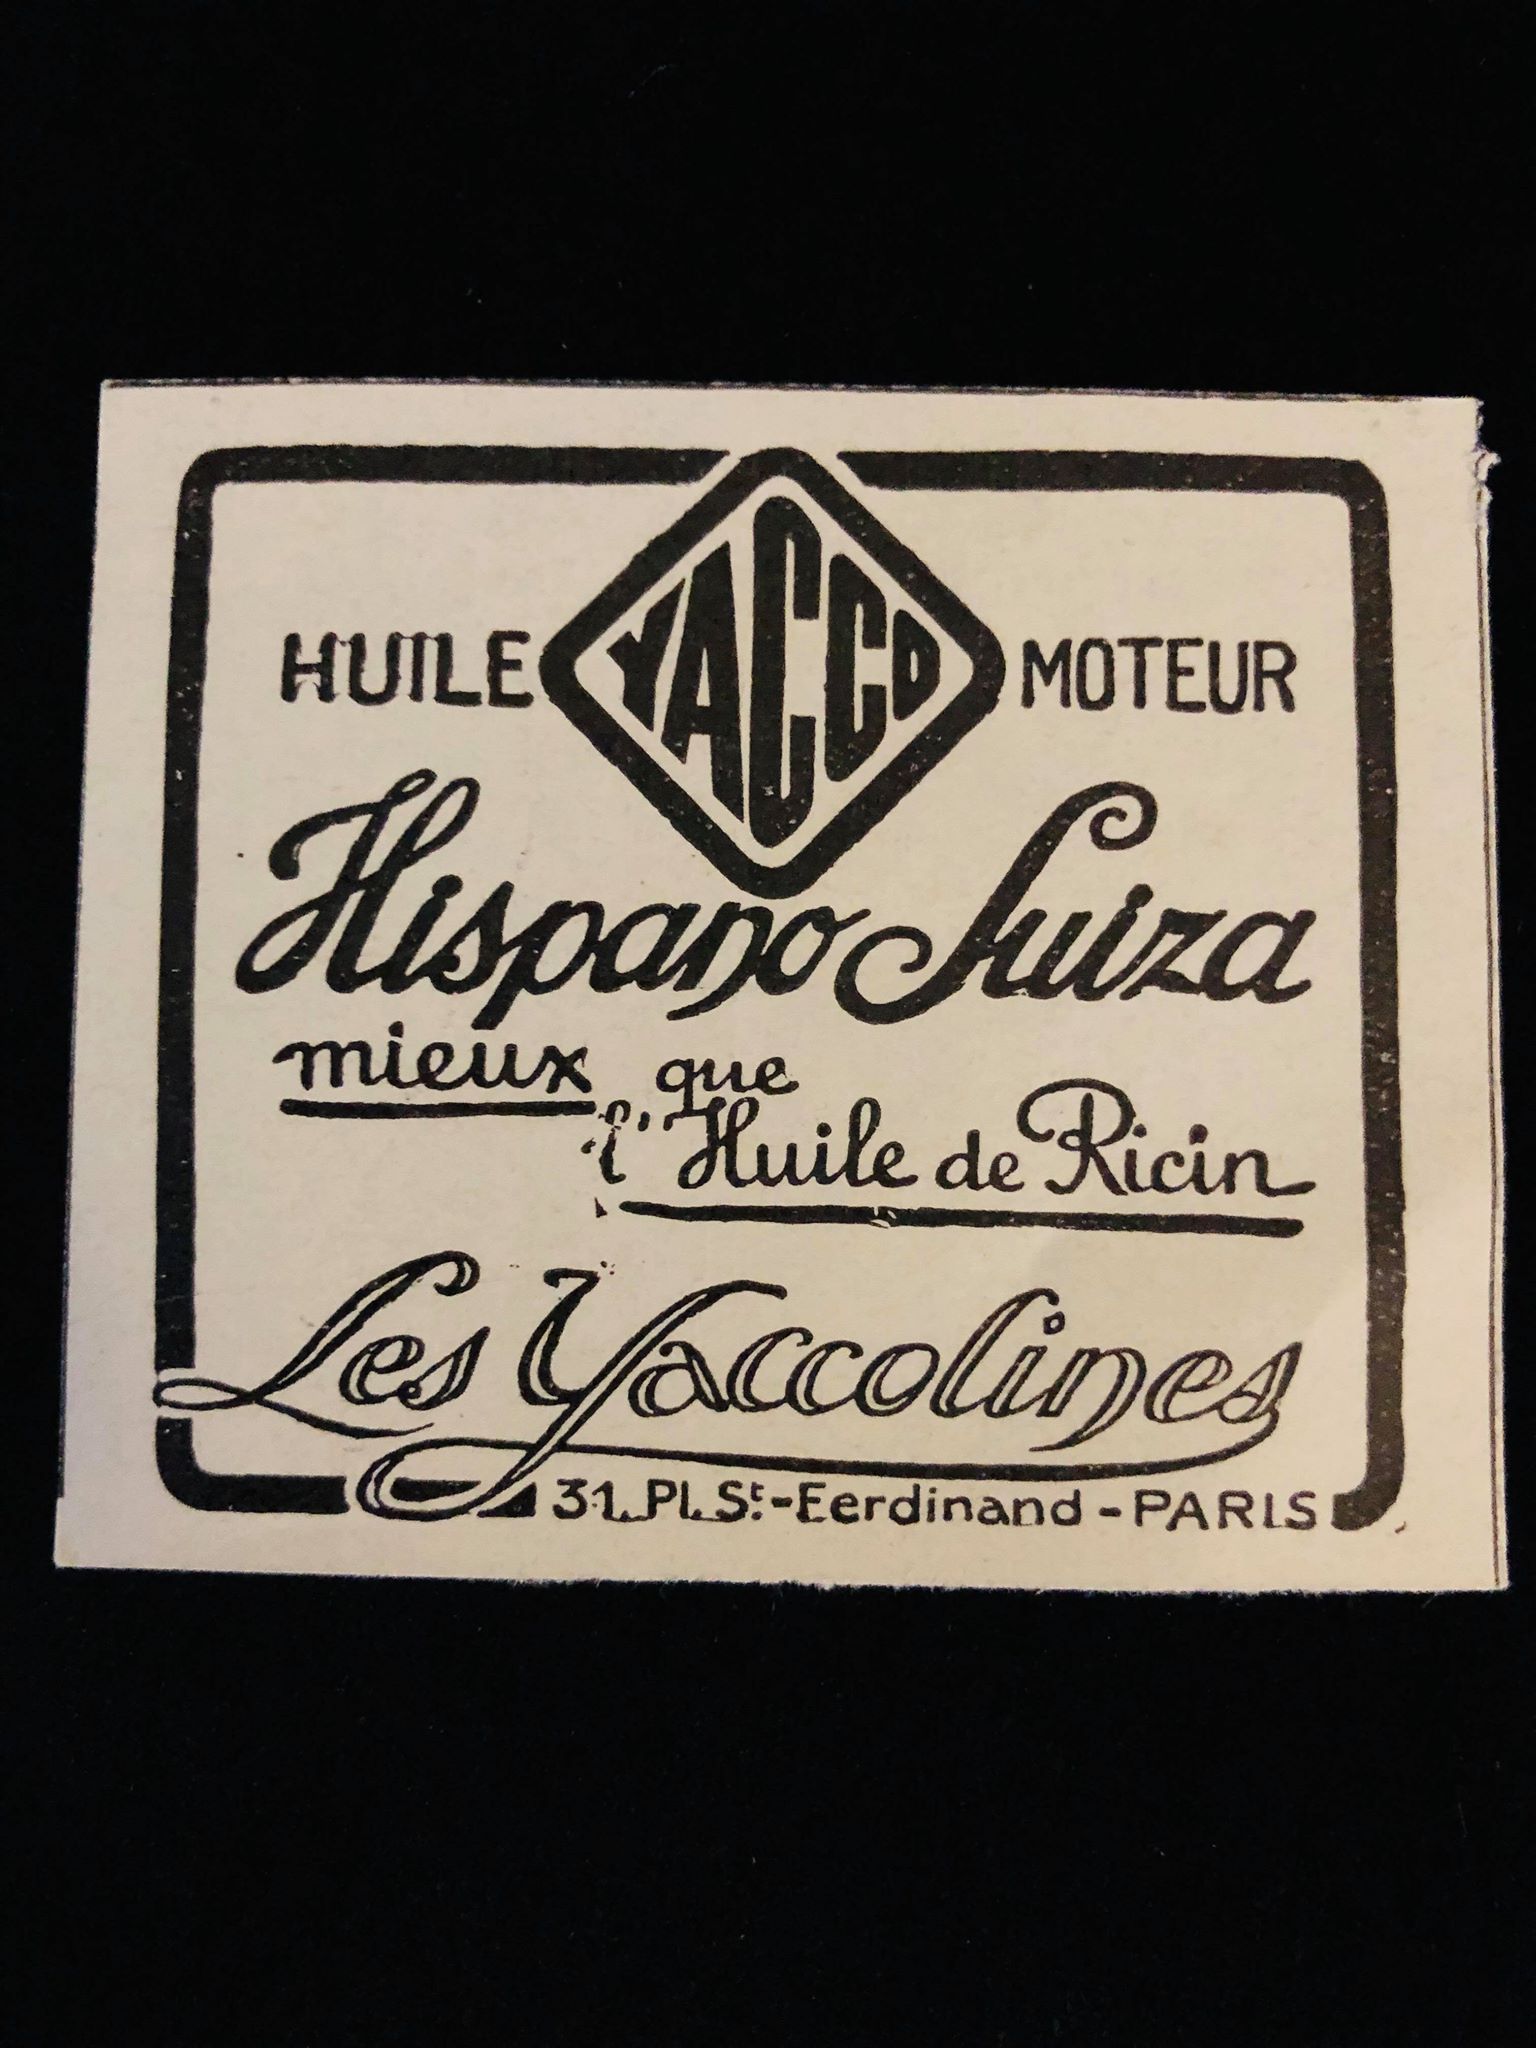 HUILE YACCO MOTEUR
Hispano Suiza
mieux que
l'Huile de Ricin
Les Yaccolines
31.Pl.St.-Eerdinand-PARIS